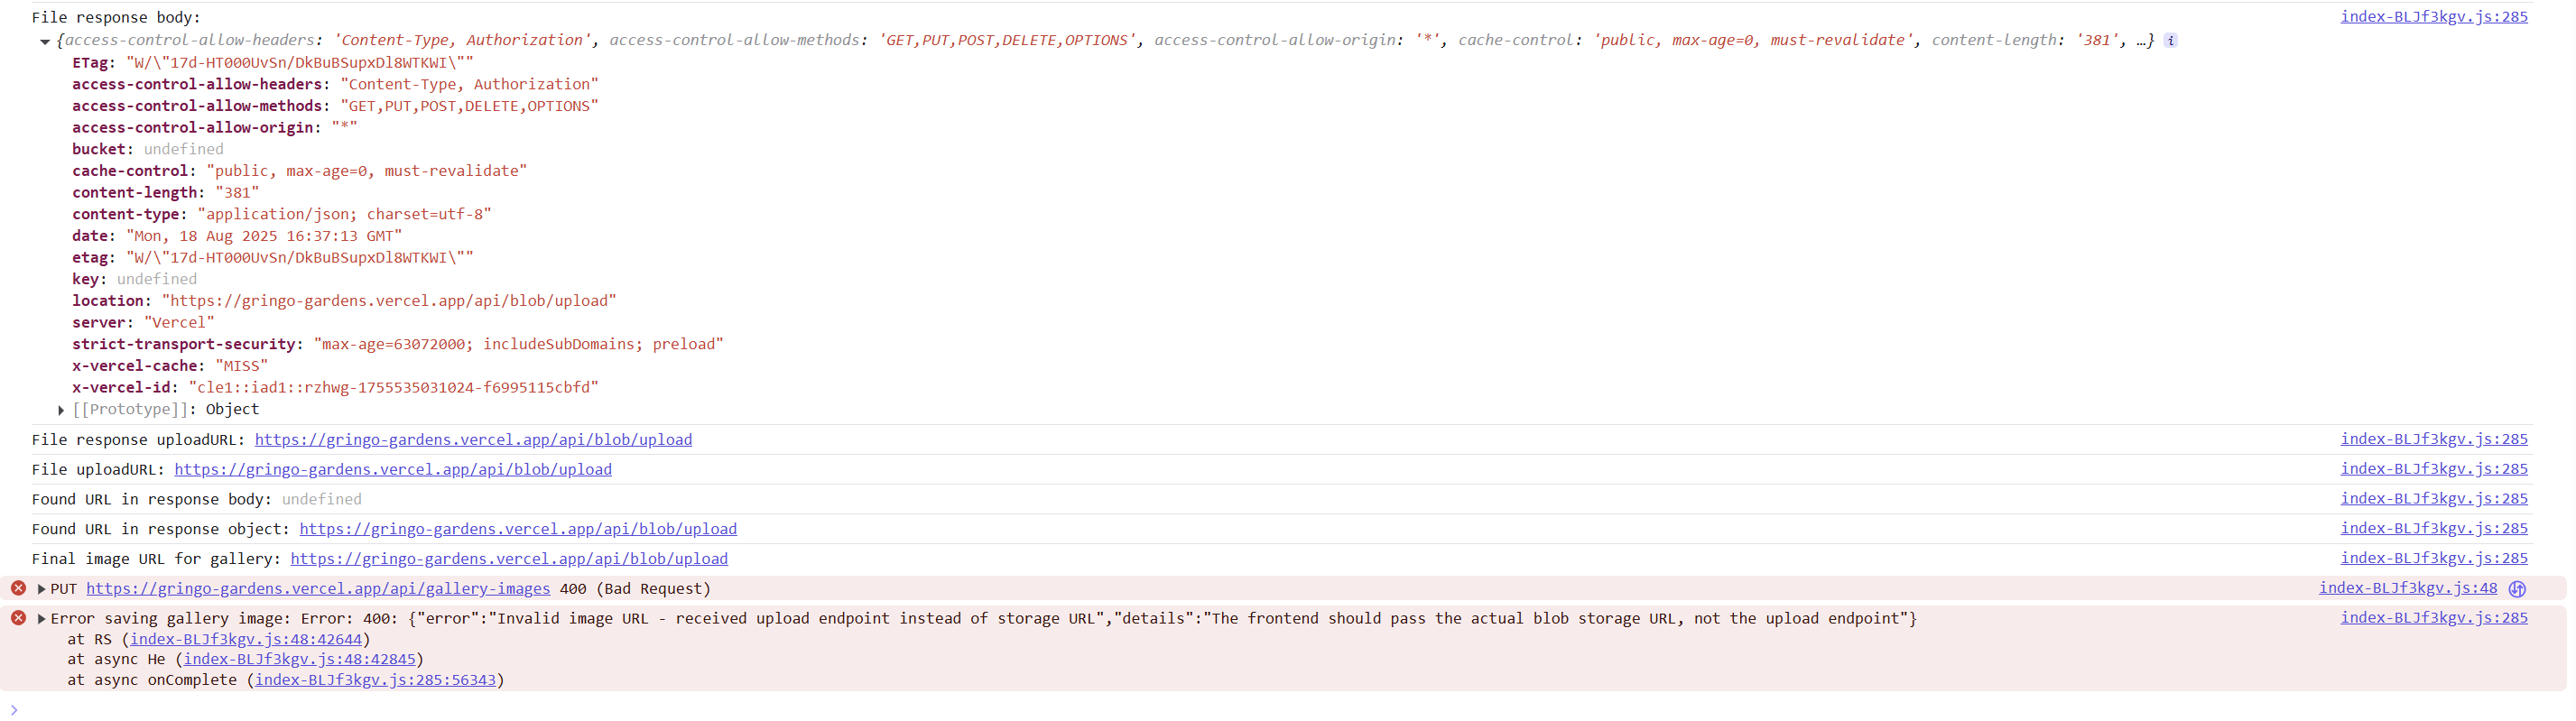 File response body: index-BLJf3kgv.js:285
{access-control-allow-headers: 'Content-Type, Authorization', access-control-allow-methods: 'GET,PUT,POST,DELETE,OPTIONS', access-control-allow-origin: '*', cache-control: 'public, max-age=0, must-revalidate', content-length: '381', …} i
ETag: "W/\"17d-HT000UvSn/DkBuBSupxDl8WTKWI\""
access-control-allow-headers: "Content-Type, Authorization"
access-control-allow-methods: "GET,PUT,POST,DELETE,OPTIONS"
access-control-allow-origin: "*"
bucket: undefined
cache-control: "public, max-age=0, must-revalidate"
content-length: "381"
content-type: "application/json; charset=utf-8"
date: "Mon, 18 Aug 2025 16:37:13 GMT"
etag: "W/\"17d-HT000UvSn/DkBuBSupxDl8WTKWI\""
key: undefined
location: "https://gringo-gardens.vercel.app/api/blob/upload"
server: "Vercel"
strict-transport-security: "max-age=63072000; includeSubDomains; preload"
x-vercel-cache: "MISS"
x-vercel-id: "cle1::iad1::rzhwg-1755535031024-f6995115cbfd"
[[Prototype]]: Object
File response uploadURL: https://gringo-gardens.vercel.app/api/blob/upload index-BLJf3kgv.js:285
File uploadURL: https://gringo-gardens.vercel.app/api/blob/upload index-BLJf3kgv.js:285
Found URL in response body: undefined index-BLJf3kgv.js:285
Found URL in response object: https://gringo-gardens.vercel.app/api/blob/upload index-BLJf3kgv.js:285
Final image URL for gallery: https://gringo-gardens.vercel.app/api/blob/upload index-BLJf3kgv.js:285
PUT https://gringo-gardens.vercel.app/api/gallery-images 400 (Bad Request) index-BLJf3kgv.js:48
Error saving gallery image: Error: 400: {"error":"Invalid image URL - received upload endpoint instead of storage URL","details":"The frontend should pass the actual blob storage URL, not the upload endpoint"} index-BLJf3kgv.js:285
at RS (index-BLJf3kgv.js:48:42644)
at async He (index-BLJf3kgv.js:48:42845)
at async onComplete (index-BLJf3kgv.js:285:56343)